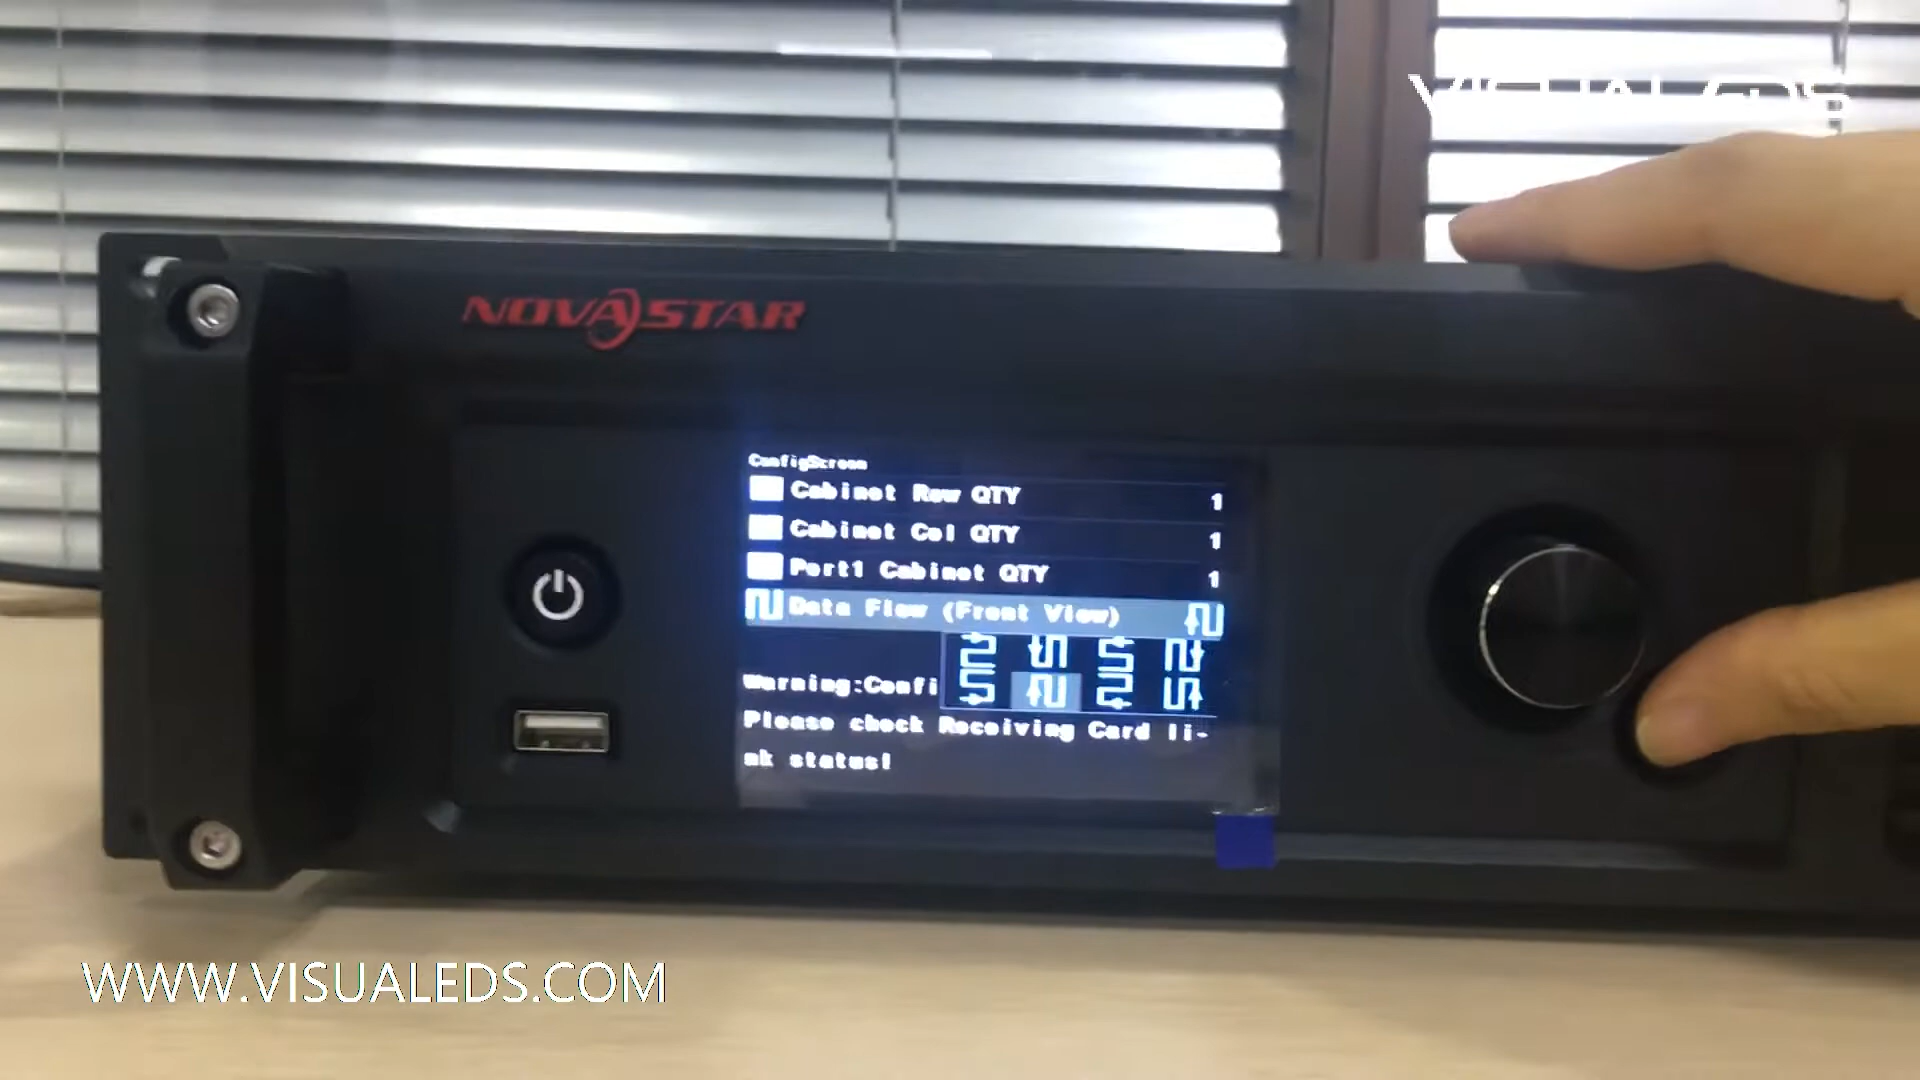 VISUALEDS
NOVASTAR
ConfigScreen
Cabinet Row QTY 1
Cabinet Col QTY 1
Port1 Cabinet QTY 1
Data Flow (Front View)
Warning:Confi
Please check Receiving Card li-
nk status!
WWW.VISUALEDS.COM